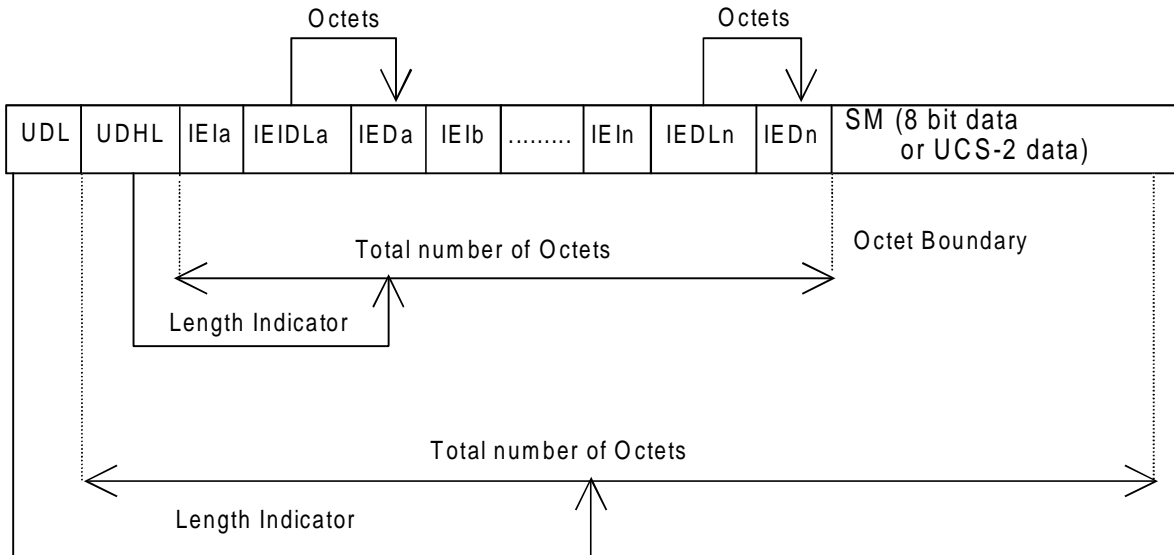 Octets
Octets
UDL UDHL IEIa IEIDLa IEDa IEIb ......... IEIn IEDLn IEDn SM (8 bit data
or UCS-2 data)
Octet Boundary
Total number of Octets
Length Indicator
Total number of Octets
Length Indicator